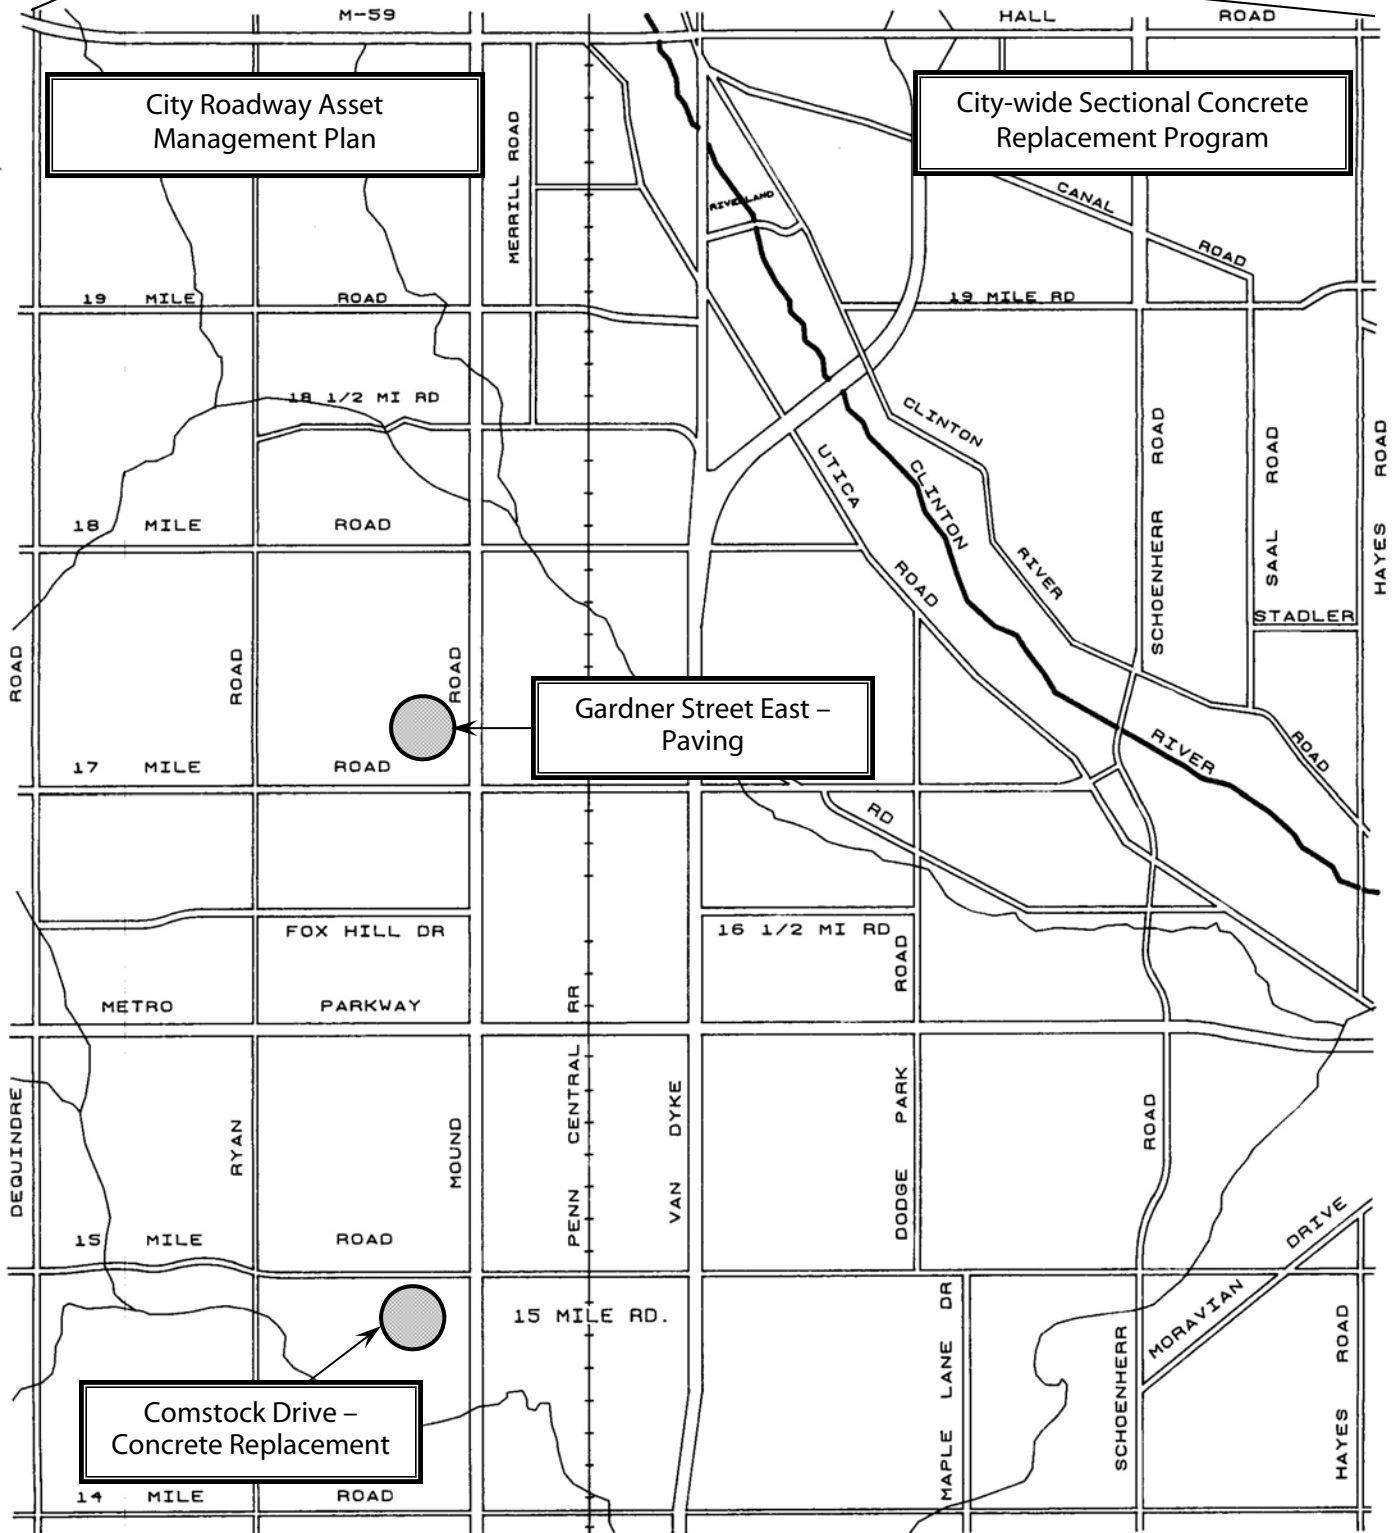 M-59
HALL ROAD
City Roadway Asset
Management Plan
City-wide Sectional Concrete
Replacement Program
MERRILL ROAD
RIVERLAND
CANAL ROAD
19 MILE ROAD
19 MILE RD
18 1/2 MI RD
CLINTON RIVER ROAD
UTICA ROAD
CLINTON RIVER
SCHOENHERR ROAD
SAAL ROAD
HAYES ROAD
18 MILE ROAD
STADLER
ROAD
ROAD
ROAD
Gardner Street East –
Paving
17 MILE ROAD
RD
FOX HILL DR
16 1/2 MI RD
METRO PARKWAY
DEQUINDRE
RYAN
MOUND
PENN CENTRAL RR
VAN DYKE
DODGE PARK ROAD
ROAD
15 MILE ROAD
15 MILE RD.
MORAVIAN DRIVE
Comstock Drive –
Concrete Replacement
MAPLE LANE DR
SCHOENHERR
HAYES ROAD
14 MILE ROAD